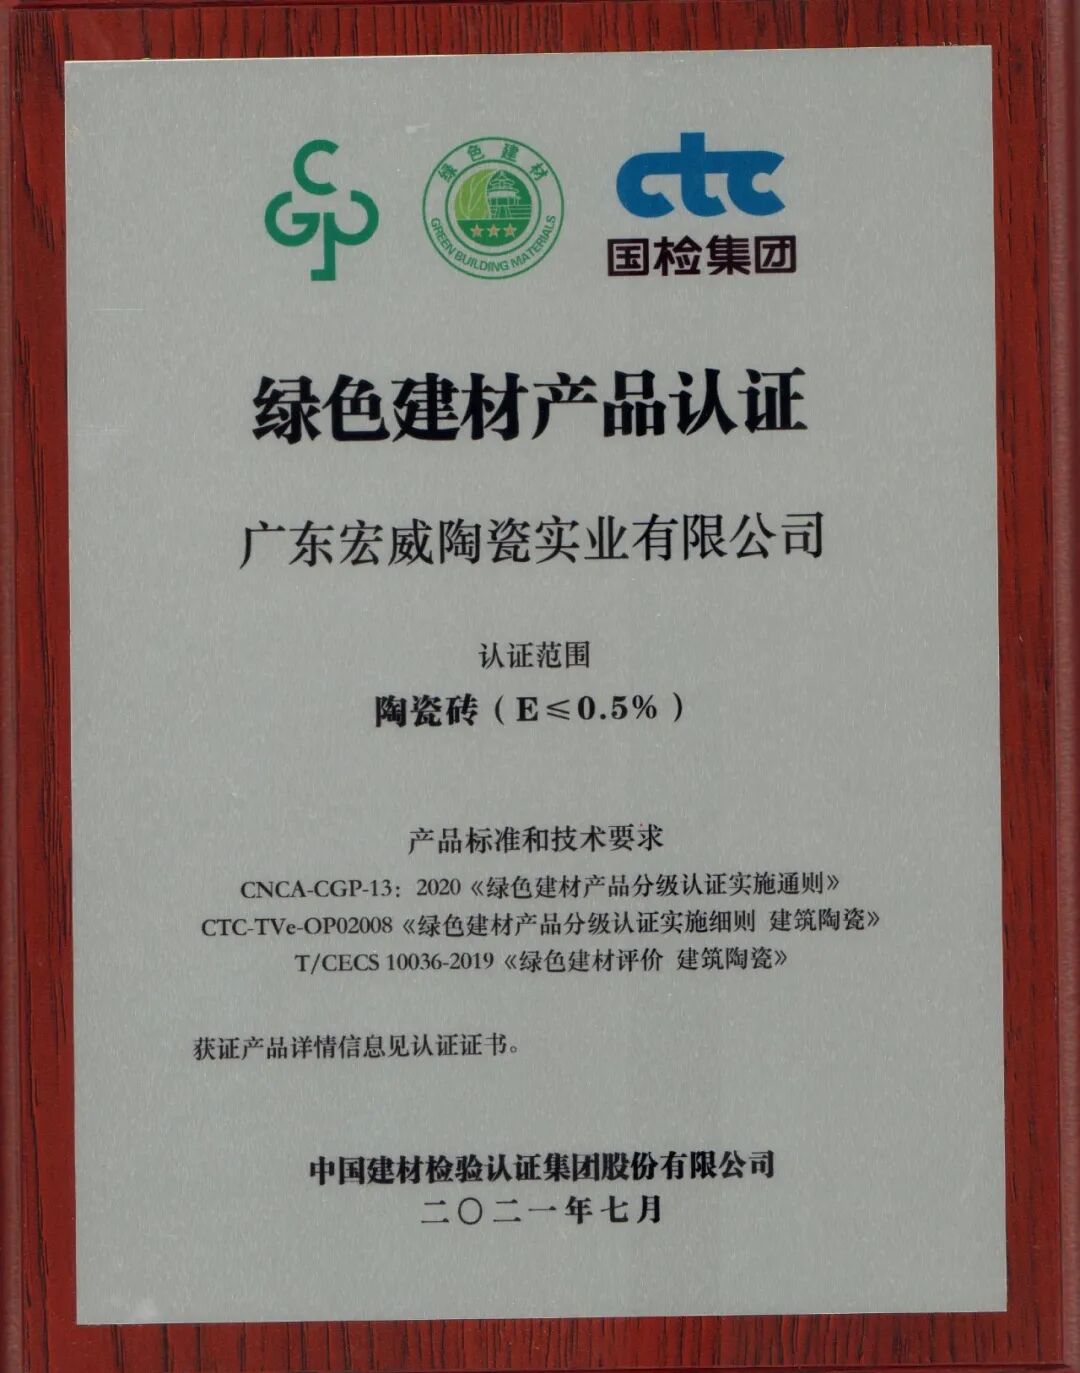 CGP
绿色建材
GREEN BUILDING MATERIALS
ctc
国检集团
绿色建材产品认证
广东宏威陶瓷实业有限公司
认证范围
陶瓷砖（E≤0.5%）
产品标准和技术要求
CNCA-CGP-13：2020《绿色建材产品分级认证实施通则》
CTC-TVe-OP02008《绿色建材产品分级认证实施细则 建筑陶瓷》
T/CECS 10036-2019《绿色建材评价 建筑陶瓷》
获证产品详情信息见认证证书。
中国建材检验认证集团股份有限公司
二〇二一年七月